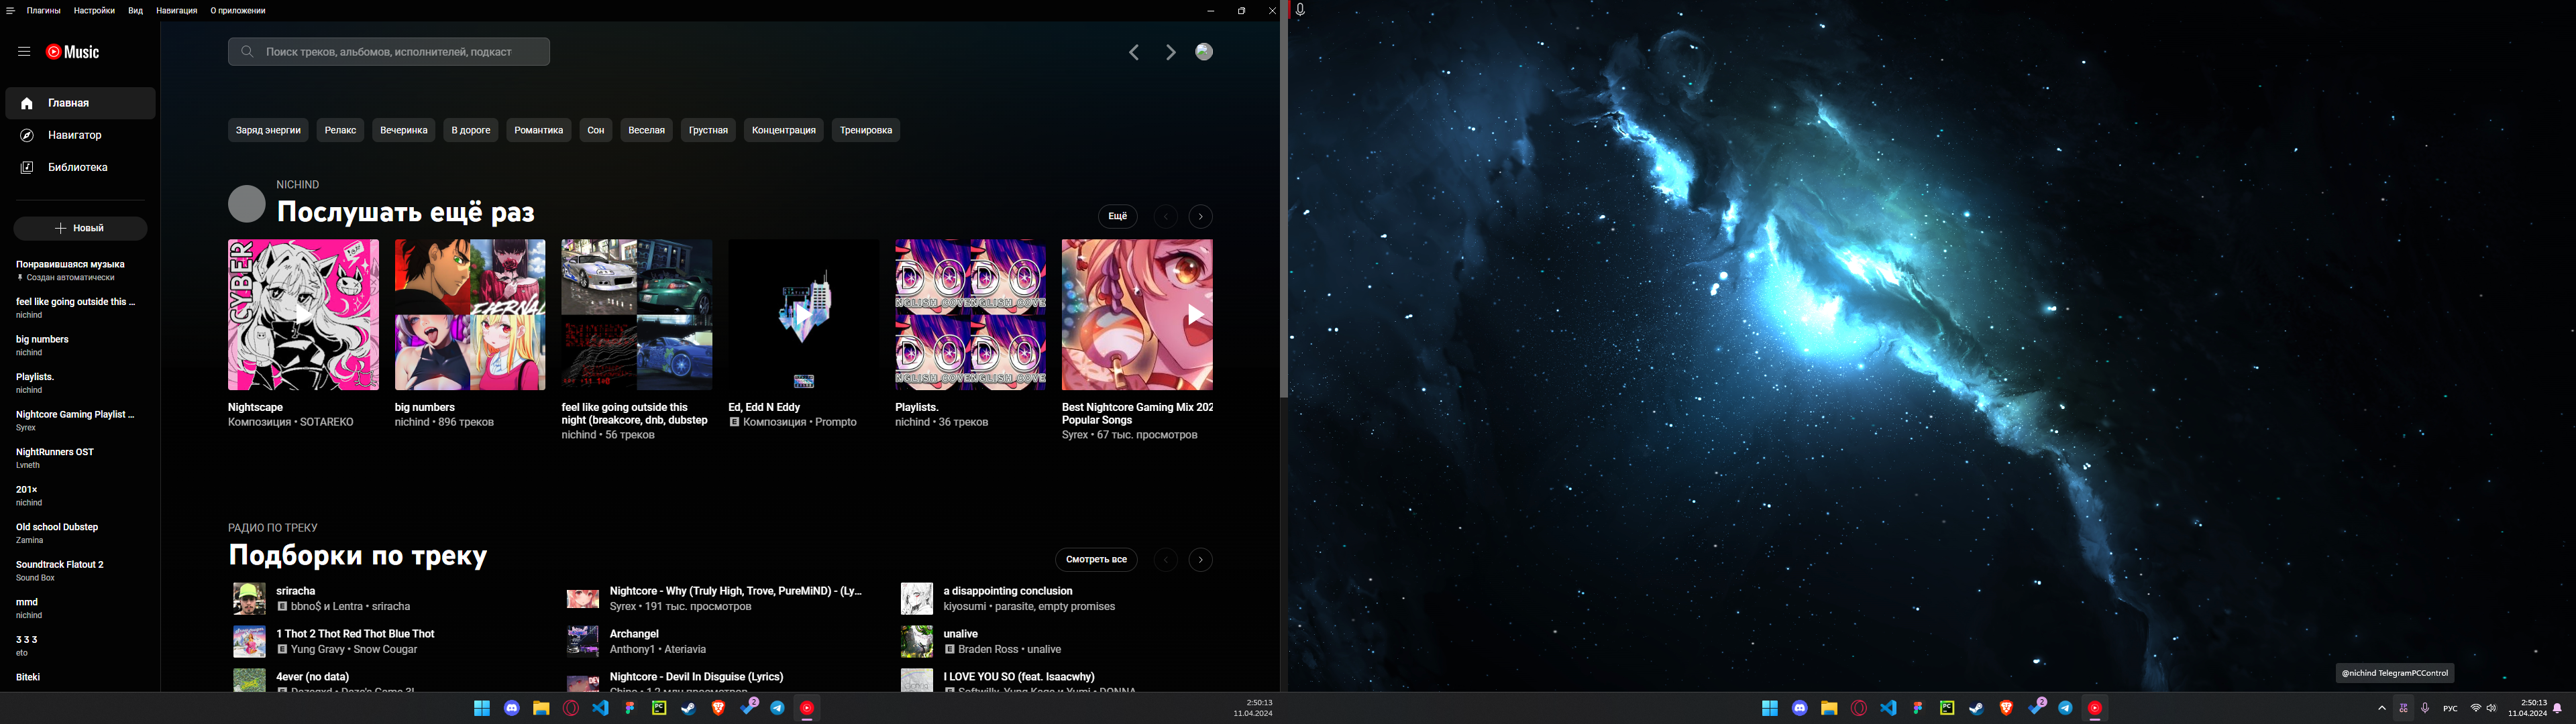 Плагины Настройки Вид Навигация О приложении
Music
Поиск треков, альбомов, исполнителей, подкаст
Главная
Навигатор
Библиотека
Новый
Понравившаяся музыка
Создан автоматически
feel like going outside this ...
nichind
big numbers
nichind
Playlists.
nichind
Nightcore Gaming Playlist ...
Syrex
NightRunners OST
Lvneth
201×
nichind
Old school Dubstep
Zamina
Soundtrack Flatout 2
Sound Box
mmd
nichind
3 3 3
eto
Biteki
Заряд энергии Релакс Вечеринка В дороге Романтика Сон Веселая Грустная Концентрация Тренировка
NICHIND
Послушать ещё раз
Ещё
CYBER
Nightscape
Композиция • SOTAREKO
big numbers
nichind • 896 треков
feel like going outside this
night (breakcore, dnb, dubstep
nichind • 56 треков
Ed, Edd N Eddy
E Композиция • Prompto
Playlists.
nichind • 36 треков
Best Nightcore Gaming Mix 202
Popular Songs
Syrex • 67 тыс. просмотров
РАДИО ПО ТРЕКУ
Подборки по треку
Смотреть все
sriracha
E bbno$ и Lentra • sriracha
Nightcore - Why (Truly High, Trove, PureMiND) - (Ly...
Syrex • 191 тыс. просмотров
a disappointing conclusion
kiyosumi • parasite, empty promises
1 Thot 2 Thot Red Thot Blue Thot
E Yung Gravy • Snow Cougar
Archangel
Anthony1 • Ateriavia
unalive
E Braden Ross • unalive
4ever (no data)
Nightcore - Devil In Disguise (Lyrics)
I LOVE YOU SO (feat. Isaacwhy)
@nichind TelegramPCControl
2
2:50:13
11.04.2024
2
РУС
2:50:13
11.04.2024